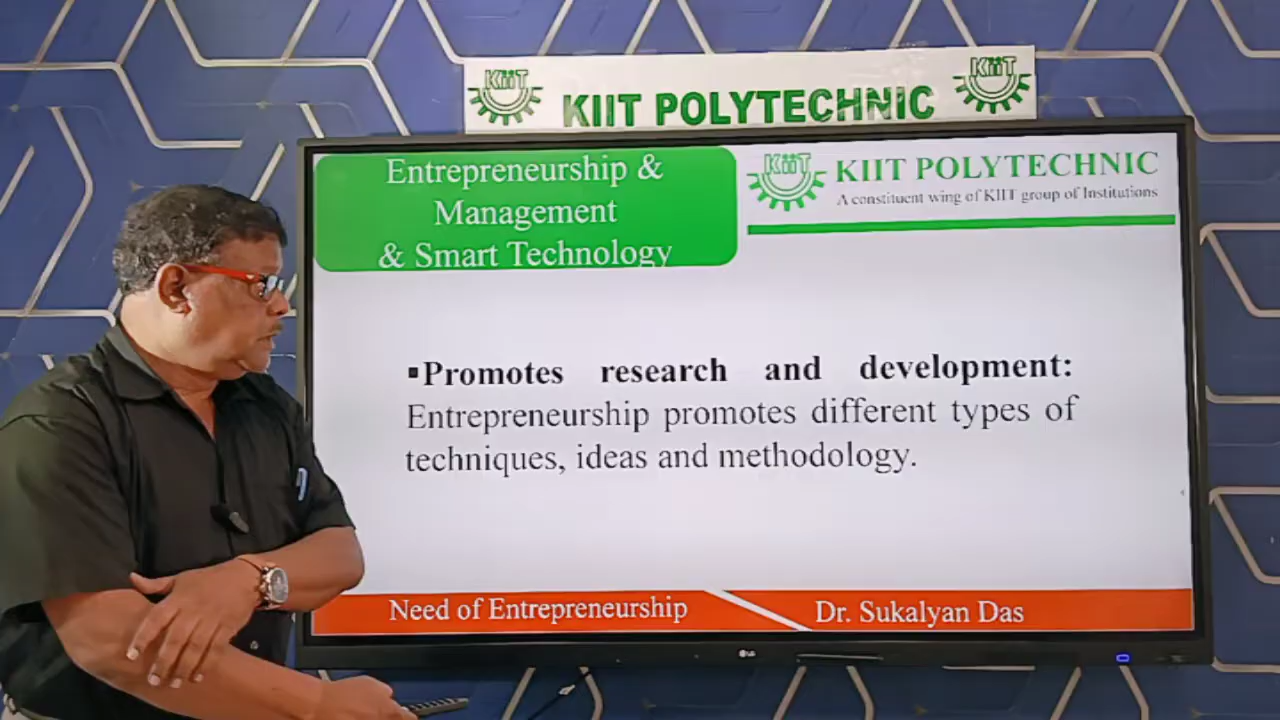 KiiT
KIIT POLYTECHNIC
KiiT
Entrepreneurship &
Management
& Smart Technology
KiiT
KIIT POLYTECHNIC
A constituent wing of KIIT group of Institutions
▪Promotes research and development:
Entrepreneurship promotes different types of
techniques, ideas and methodology.
Need of Entrepreneurship
Dr. Sukalyan Das
LG